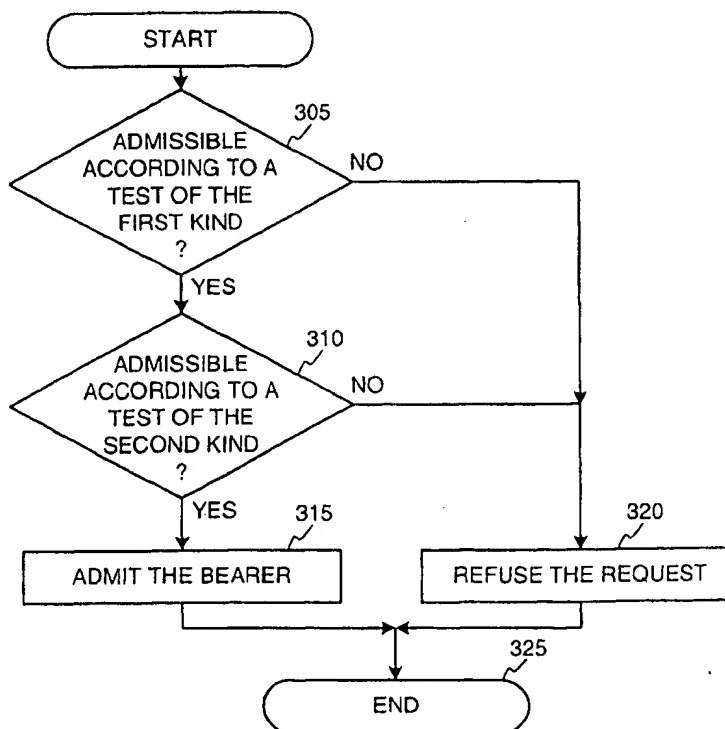 START
305
ADMISSIBLE
ACCORDING TO A
TEST OF THE
FIRST KIND
?
NO
YES
310
ADMISSIBLE
ACCORDING TO A
TEST OF THE
SECOND KIND
?
NO
YES
315
ADMIT THE BEARER
320
REFUSE THE REQUEST
325
END